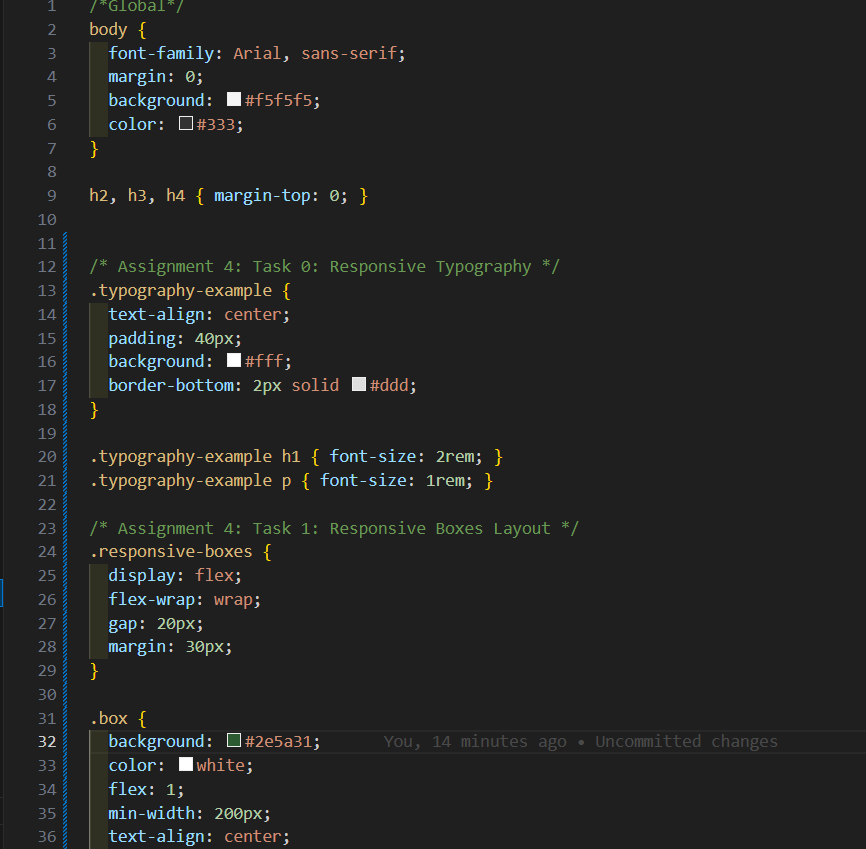 1 /*Global*/
2 body {
3 font-family: Arial, sans-serif;
4 margin: 0;
5 background: #f5f5f5;
6 color: #333;
7 }
8
9 h2, h3, h4 { margin-top: 0; }
10
11
12 /* Assignment 4: Task 0: Responsive Typography */
13 .typography-example {
14 text-align: center;
15 padding: 40px;
16 background: #fff;
17 border-bottom: 2px solid #ddd;
18 }
19
20 .typography-example h1 { font-size: 2rem; }
21 .typography-example p { font-size: 1rem; }
22
23 /* Assignment 4: Task 1: Responsive Boxes Layout */
24 .responsive-boxes {
25 display: flex;
26 flex-wrap: wrap;
27 gap: 20px;
28 margin: 30px;
29 }
30
31 .box {
32 background: #2e5a31; You, 14 minutes ago • Uncommitted changes
33 color: white;
34 flex: 1;
35 min-width: 200px;
36 text-align: center;